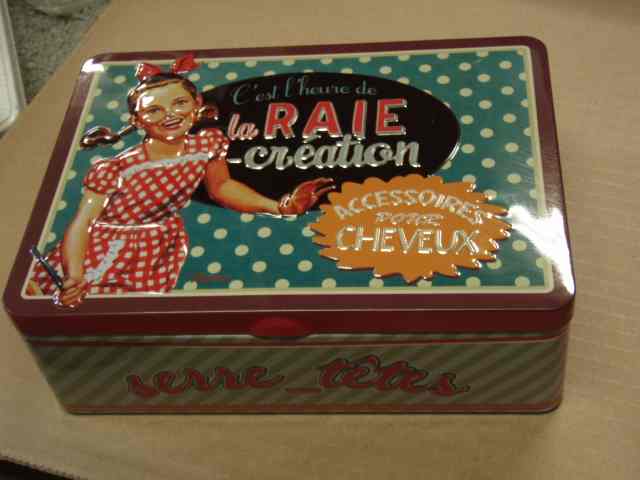 C'est l'heure de
la RAIE
-création
ACCESSOIRES
POUR
CHEVEUX
serre_têtes